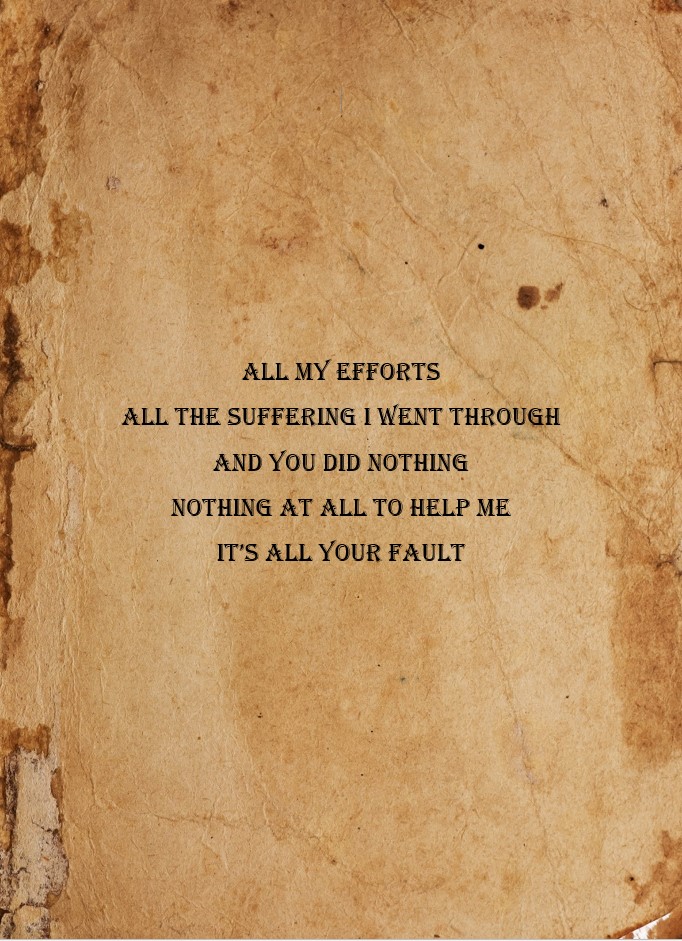 ALL MY EFFORTS
ALL THE SUFFERING I WENT THROUGH
AND YOU DID NOTHING
NOTHING AT ALL TO HELP ME
IT'S ALL YOUR FAULT